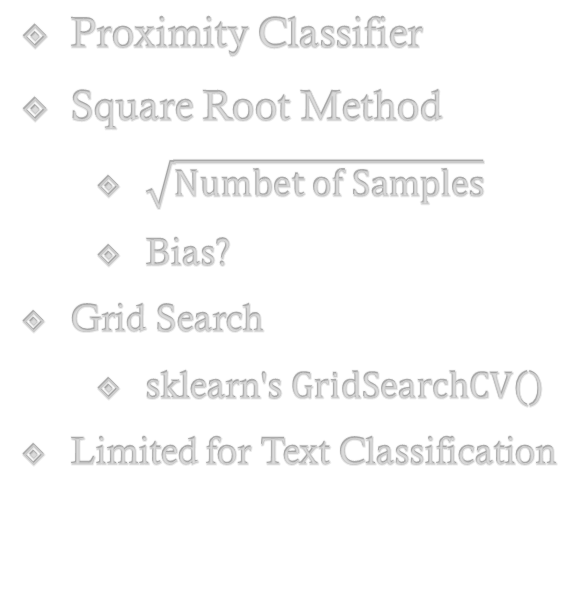 Proximity Classifier
Square Root Method
√Numbet of Samples
Bias?
Grid Search
sklearn's GridSearchCV()
Limited for Text Classification